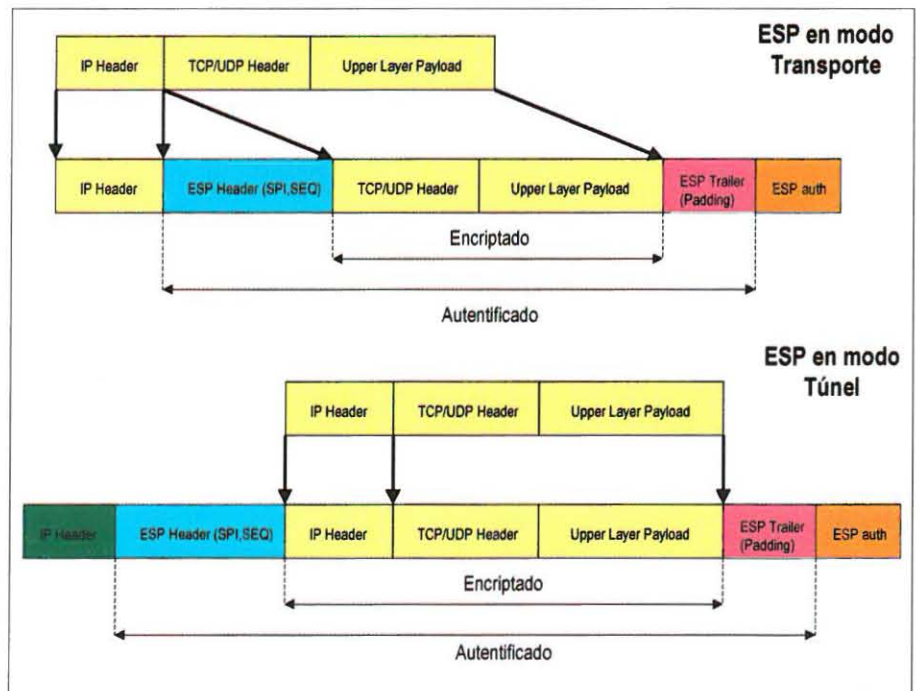 ESP en modo
Transporte
IP Header TCP/UDP Header Upper Layer Payload
IP Header ESP Header (SPI,SEQ) TCP/UDP Header Upper Layer Payload ESP Trailer
(Padding) ESP auth
Encriptado
Autentificado
ESP en modo
Túnel
IP Header TCP/UDP Header Upper Layer Payload
IP Header ESP Header (SPI,SEQ) IP Header TCP/UDP Header Upper Layer Payload ESP Trailer
(Padding) ESP auth
Encriptado
Autentificado